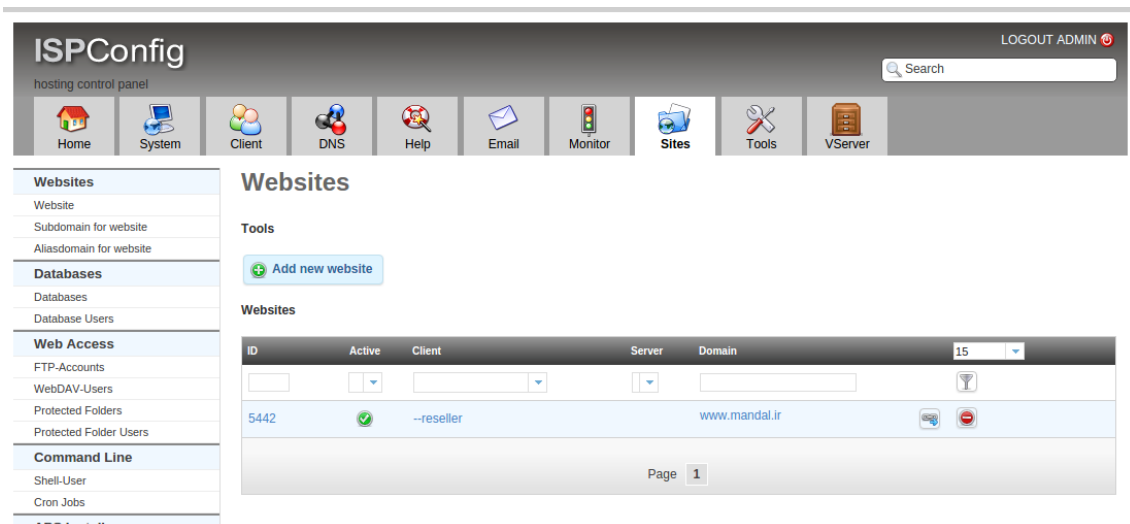 ISPConfig
LOGOUT ADMIN
Search
hosting control panel
Home System Client DNS Help Email Monitor Sites Tools VServer
Websites
Website
Subdomain for website
Aliasdomain for website
Databases
Databases
Database Users
Web Access
FTP-Accounts
WebDAV-Users
Protected Folders
Protected Folder Users
Command Line
Shell-User
Cron Jobs
Websites
Tools
Add new website
Websites
ID Active Client Server Domain 15
5442 --reseller www.mandal.ir
Page 1